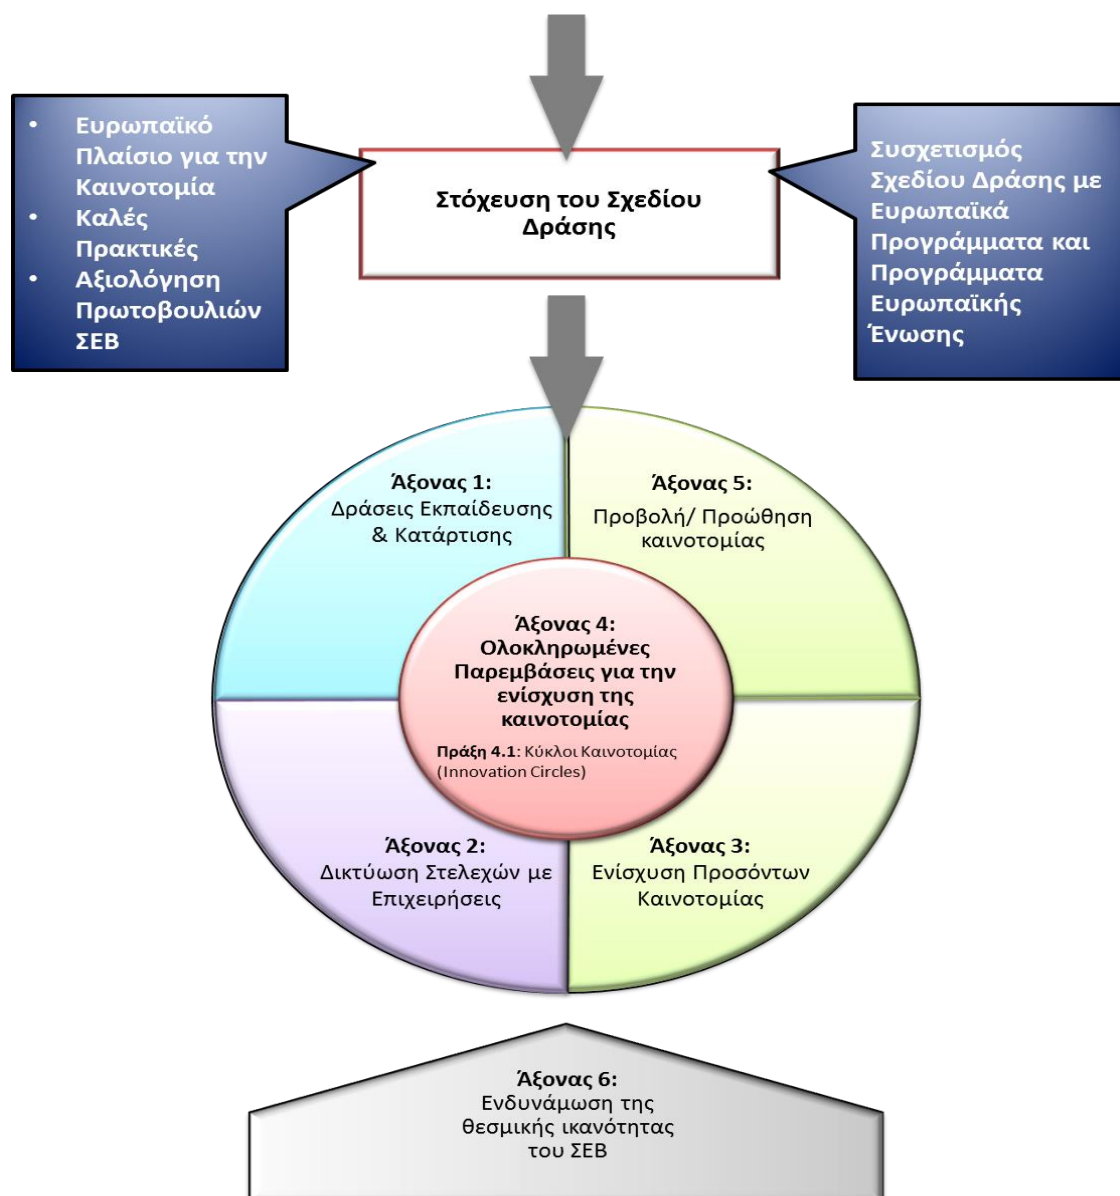 • Ευρωπαϊκό
Πλαίσιο για την
Καινοτομία
• Καλές
Πρακτικές
• Αξιολόγηση
Πρωτοβουλιών
ΣΕΒ
Στόχευση του Σχεδίου
Δράσης
Συσχετισμός
Σχεδίου Δράσης με
Ευρωπαϊκά
Προγράμματα και
Προγράμματα
Ευρωπαϊκής
Ένωσης
Άξονας 1:
Δράσεις Εκπαίδευσης
& Κατάρτισης
Άξονας 5:
Προβολή/ Προώθηση
καινοτομίας
Άξονας 4:
Ολοκληρωμένες
Παρεμβάσεις για την
ενίσχυση της
καινοτομίας
Πράξη 4.1: Κύκλοι Καινοτομίας
(Innovation Circles)
Άξονας 2:
Δικτύωση Στελεχών με
Επιχειρήσεις
Άξονας 3:
Ενίσχυση Προσόντων
Καινοτομίας
Άξονας 6:
Ενδυνάμωση της
θεσμικής ικανότητας
του ΣΕΒ